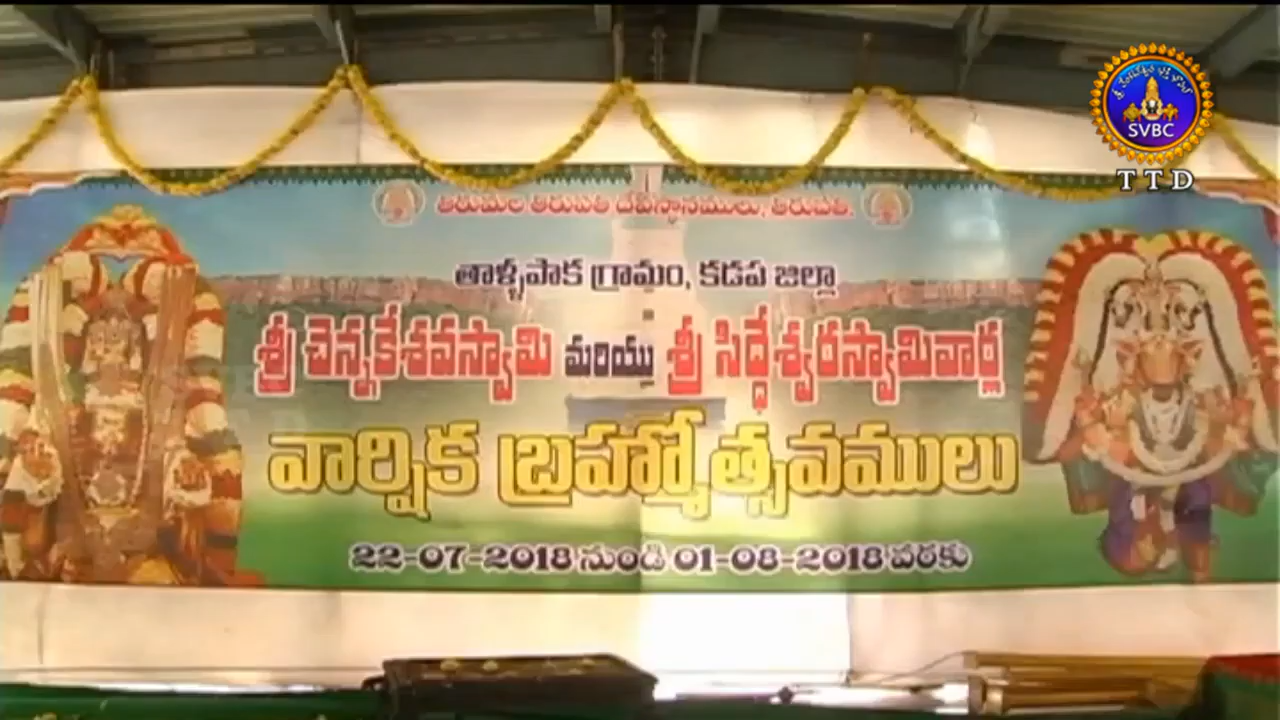 SVBC
TTD
తిరుమల తిరుపతి దేవస్థానములు, తిరుపతి.
తాళ్ళపాక గ్రామం, కడప జిల్లా
శ్రీ చెన్నకేశవస్వామి మరియు శ్రీ సిద్ధేశ్వరస్వామివార్ల
వార్షిక బ్రహ్మోత్సవములు
22-07-2018 నుండి 01-08-2018 వరకు